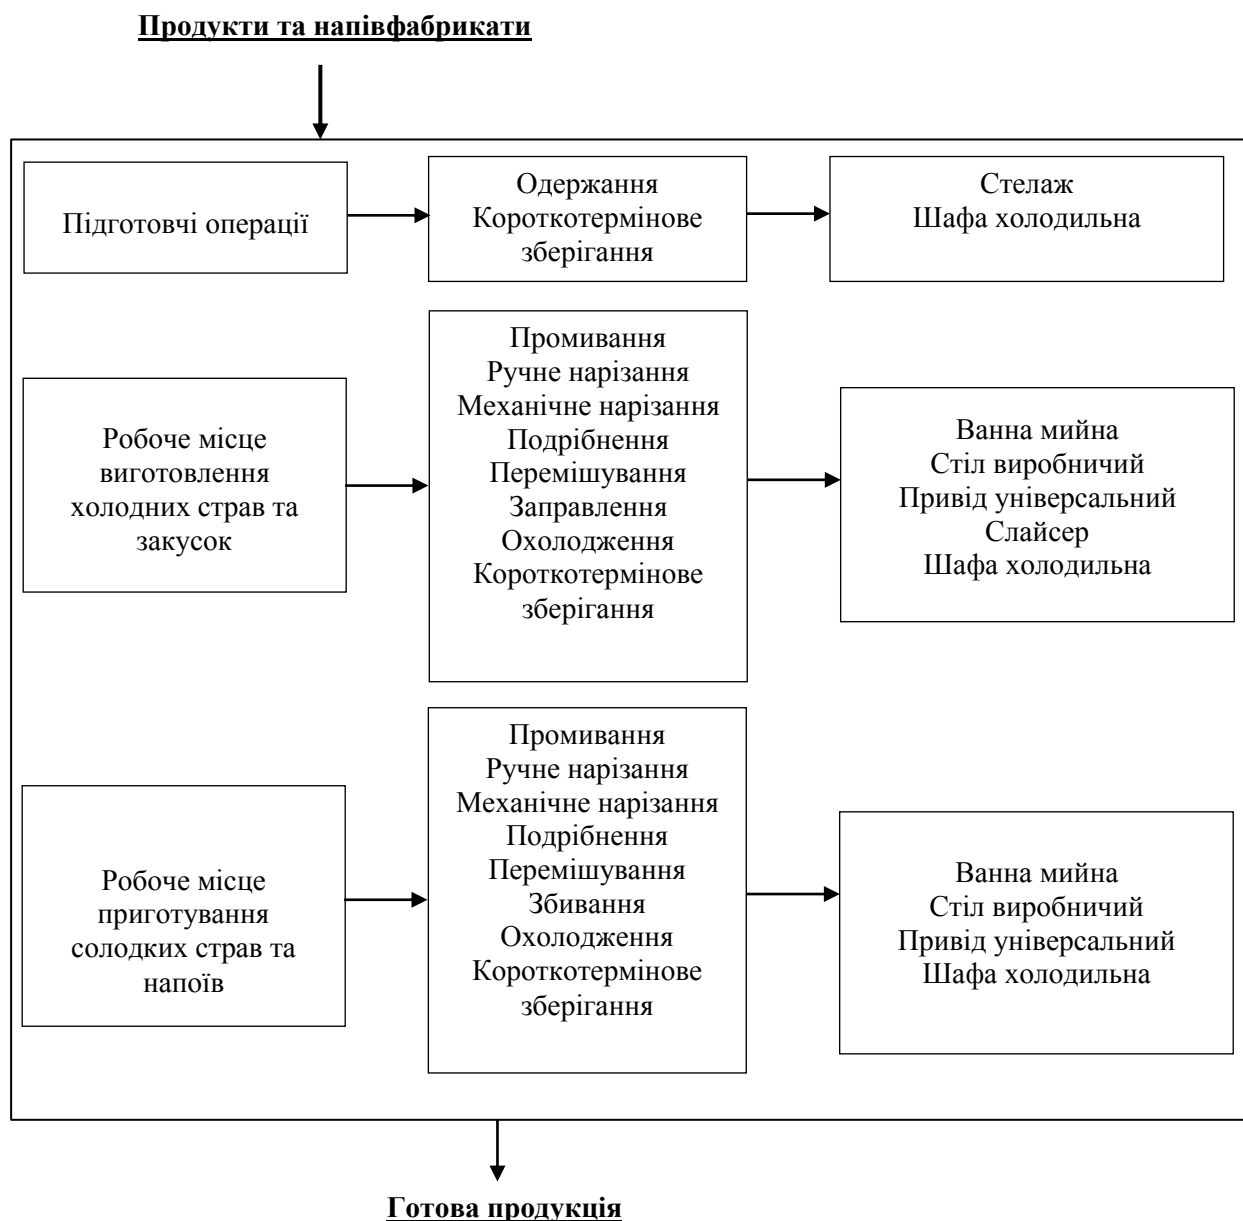 Продукти та напівфабрикати
Підготовчі операції
Одержання
Короткотермінове
зберігання
Стелаж
Шафа холодильна
Робоче місце
виготовлення
холодних страв та
закусок
Промивання
Ручне нарізання
Механічне нарізання
Подрібнення
Перемішування
Заправлення
Охолодження
Короткотермінове
зберігання
Ванна мийна
Стіл виробничий
Привід універсальний
Слайсер
Шафа холодильна
Робоче місце
приготування
солодких страв та
напоїв
Промивання
Ручне нарізання
Механічне нарізання
Подрібнення
Перемішування
Збивання
Охолодження
Короткотермінове
зберігання
Ванна мийна
Стіл виробничий
Привід універсальний
Шафа холодильна
Готова продукція